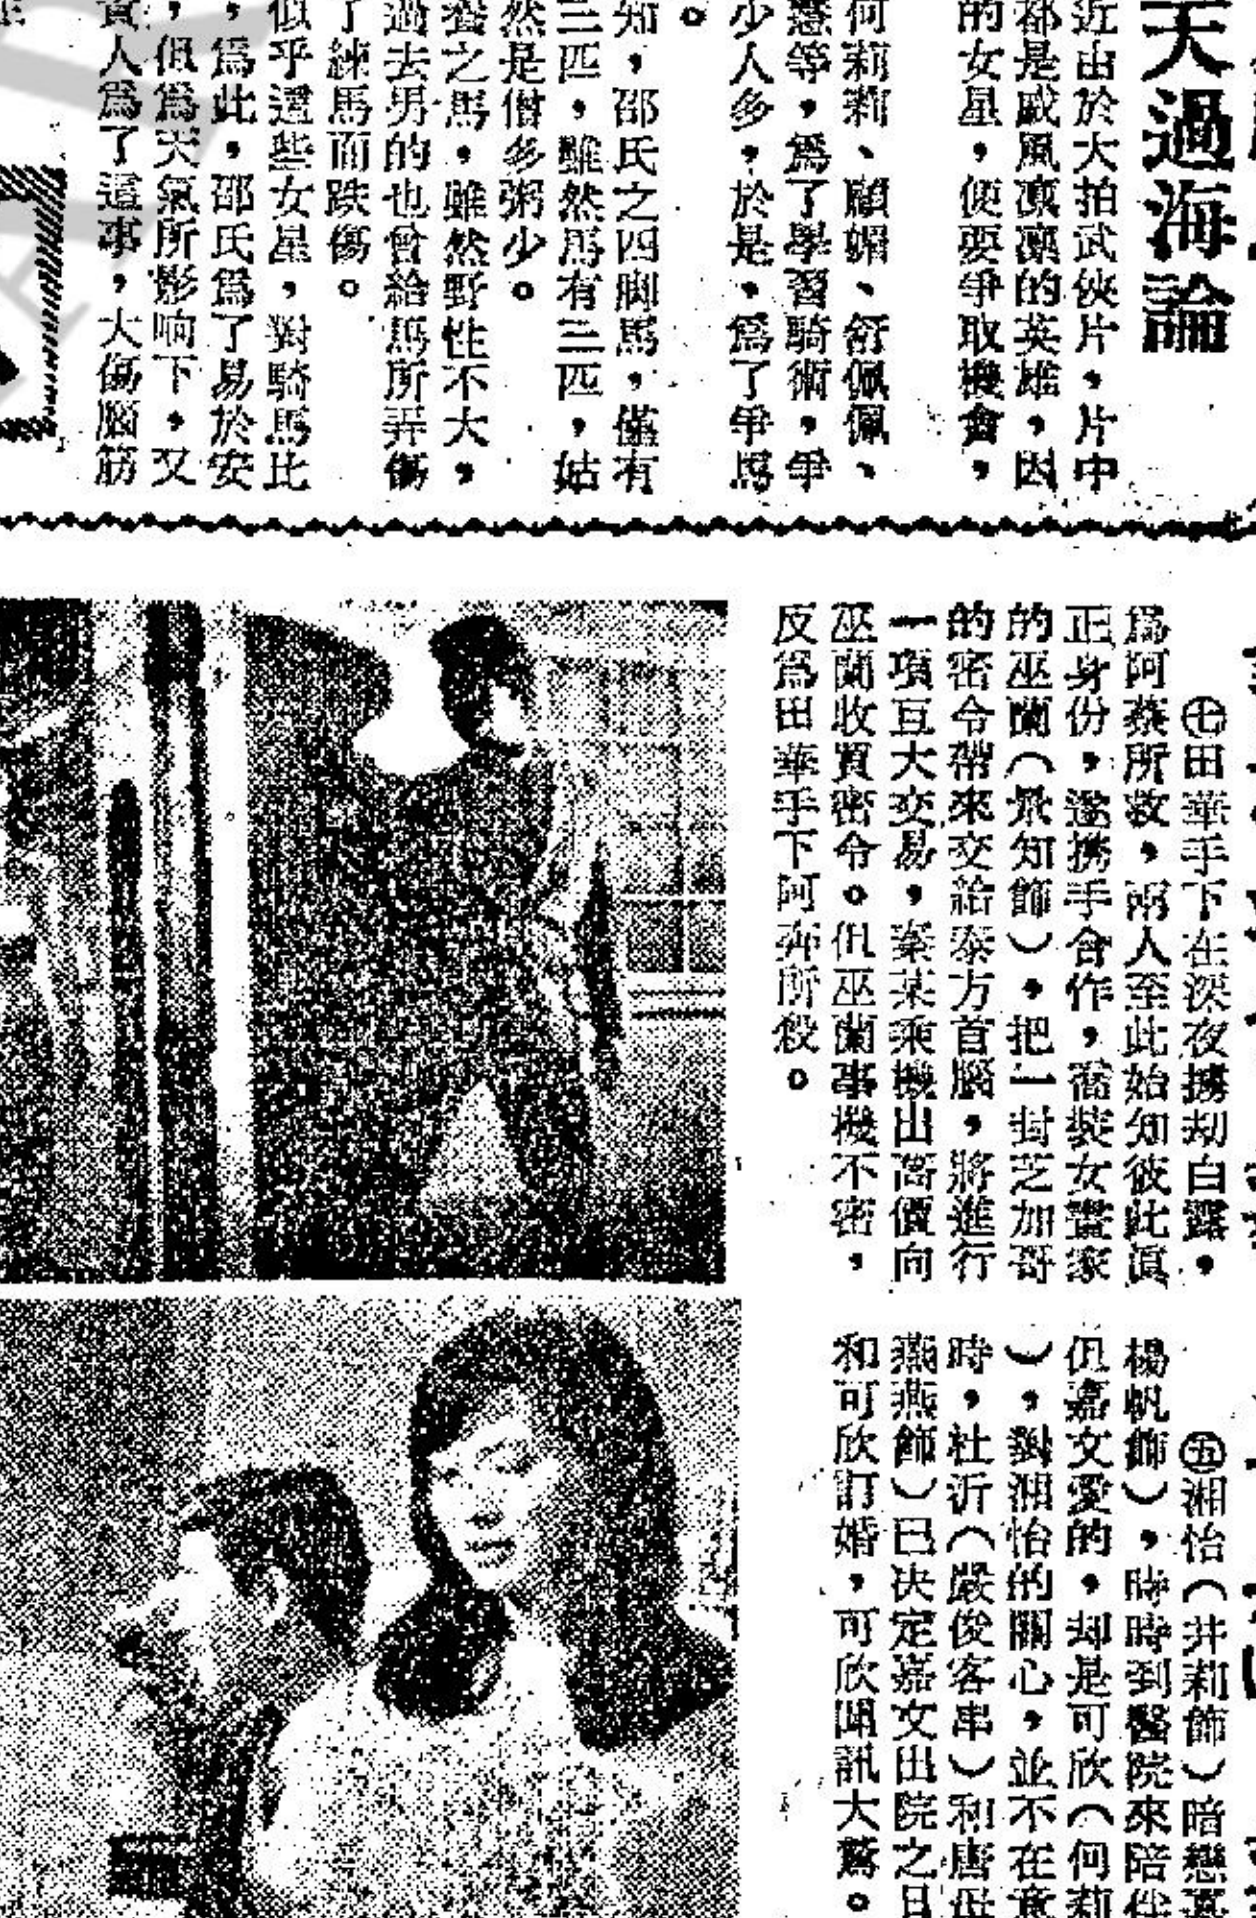 天過海論
近由於大拍武俠片，片中
都是威風凛凛的英雄，因
的女星，便要爭取機會，
何莉莉、顧媚、舒佩佩、
慧等，爲了學習騎術，爭
少人多，於是，爲了爭馬
。
知，邵氏之四脚馬，僅有
三匹，雖然馬有三匹，姑
然是僧多粥少。
養之馬，雖然野性不大，
過去男的也曾給馬所弄傷
了練馬而跌傷。
似乎這些女星，對騎馬比
，爲此，邵氏爲了易於安
，但爲天氣所影响下，又
責人爲了這事，大傷腦筋
㊆田華手下在深夜擄刧白露，
爲阿蔡所救，兩人至此始知彼此眞
正身份，遂携手合作，喬裝女畫家
的巫蘭（泉知飾），把一封芝加哥
的密令帶來交給泰方首腦，將進行
一項巨大交易，秦某乘機出高價向
巫蘭收買密令。但巫蘭事機不密，
反爲田華手下阿奔所殺。
㊄湘怡（井莉飾）暗戀嘉
楊帆飾），時時到醫院來陪伴
但嘉文愛的，却是可欣（何莉
），對湘怡的關心，並不在意
時，杜沂（嚴俊客串）和唐母
燕燕飾）已决定嘉文出院之日
和可欣訂婚，可欣聞訊大驚。